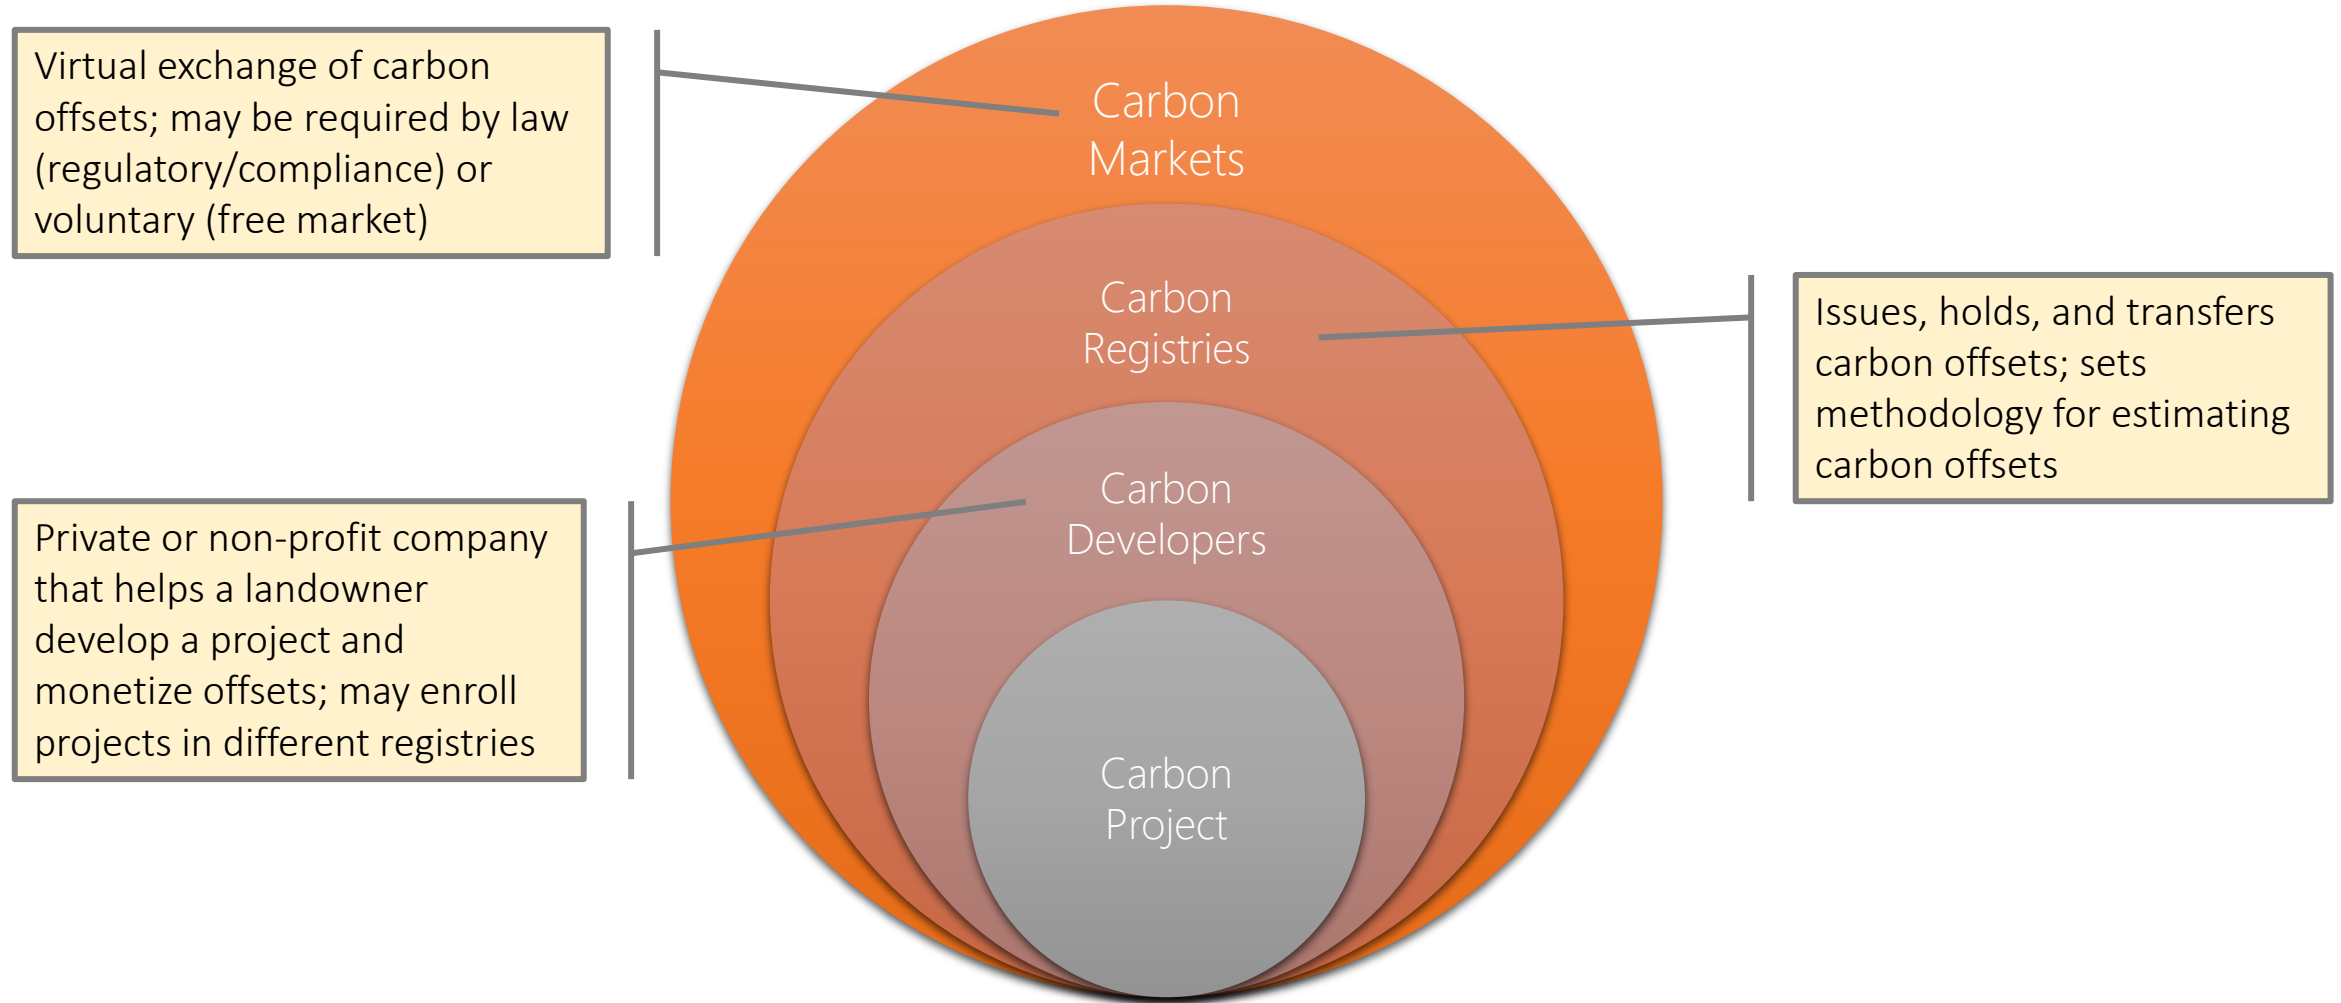 Virtual exchange of carbon
offsets; may be required by law
(regulatory/compliance) or
voluntary (free market)
Carbon
Markets
Carbon
Registries
Issues, holds, and transfers
carbon offsets; sets
methodology for estimating
carbon offsets
Carbon
Developers
Private or non-profit company
that helps a landowner
develop a project and
monetize offsets; may enroll
projects in different registries
Carbon
Project